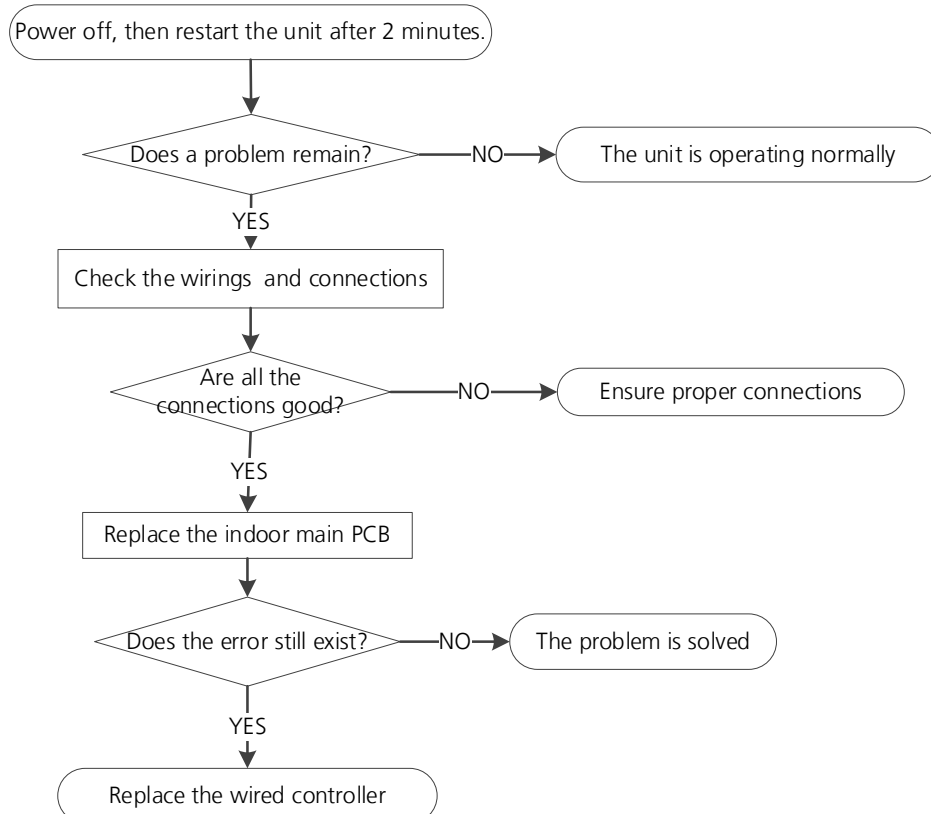 Power off, then restart the unit after 2 minutes.
Does a problem remain?
NO
The unit is operating normally
YES
Check the wirings  and connections
Are all the
connections good?
NO
Ensure proper connections
YES
Replace the indoor main PCB
Does the error still exist?
NO
The problem is solved
YES
Replace the wired controller